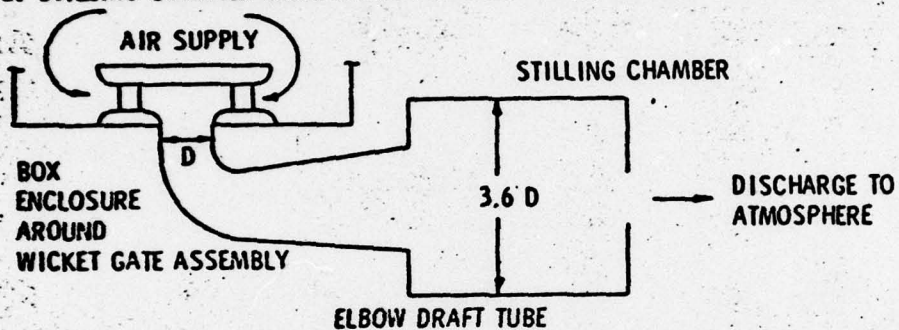 AIR SUPPLY
STILLING CHAMBER
D
BOX
ENCLOSURE
AROUND
WICKET GATE ASSEMBLY
3.6 D
DISCHARGE TO
ATMOSPHERE
ELBOW DRAFT TUBE